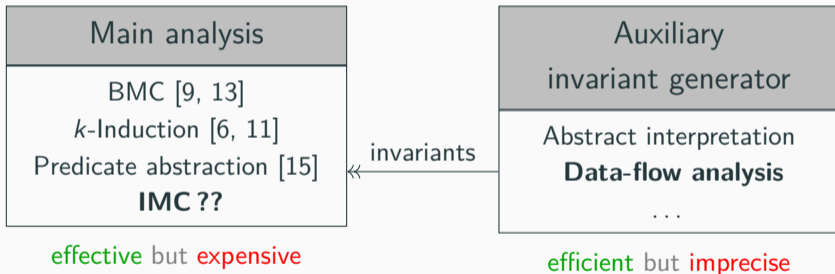 Main analysis
BMC [9, 13]
k-Induction [6, 11]
Predicate abstraction [15]
IMC ??
effective but expensive
invariants
Auxiliary
invariant generator
Abstract interpretation
Data-flow analysis
...
efficient but imprecise